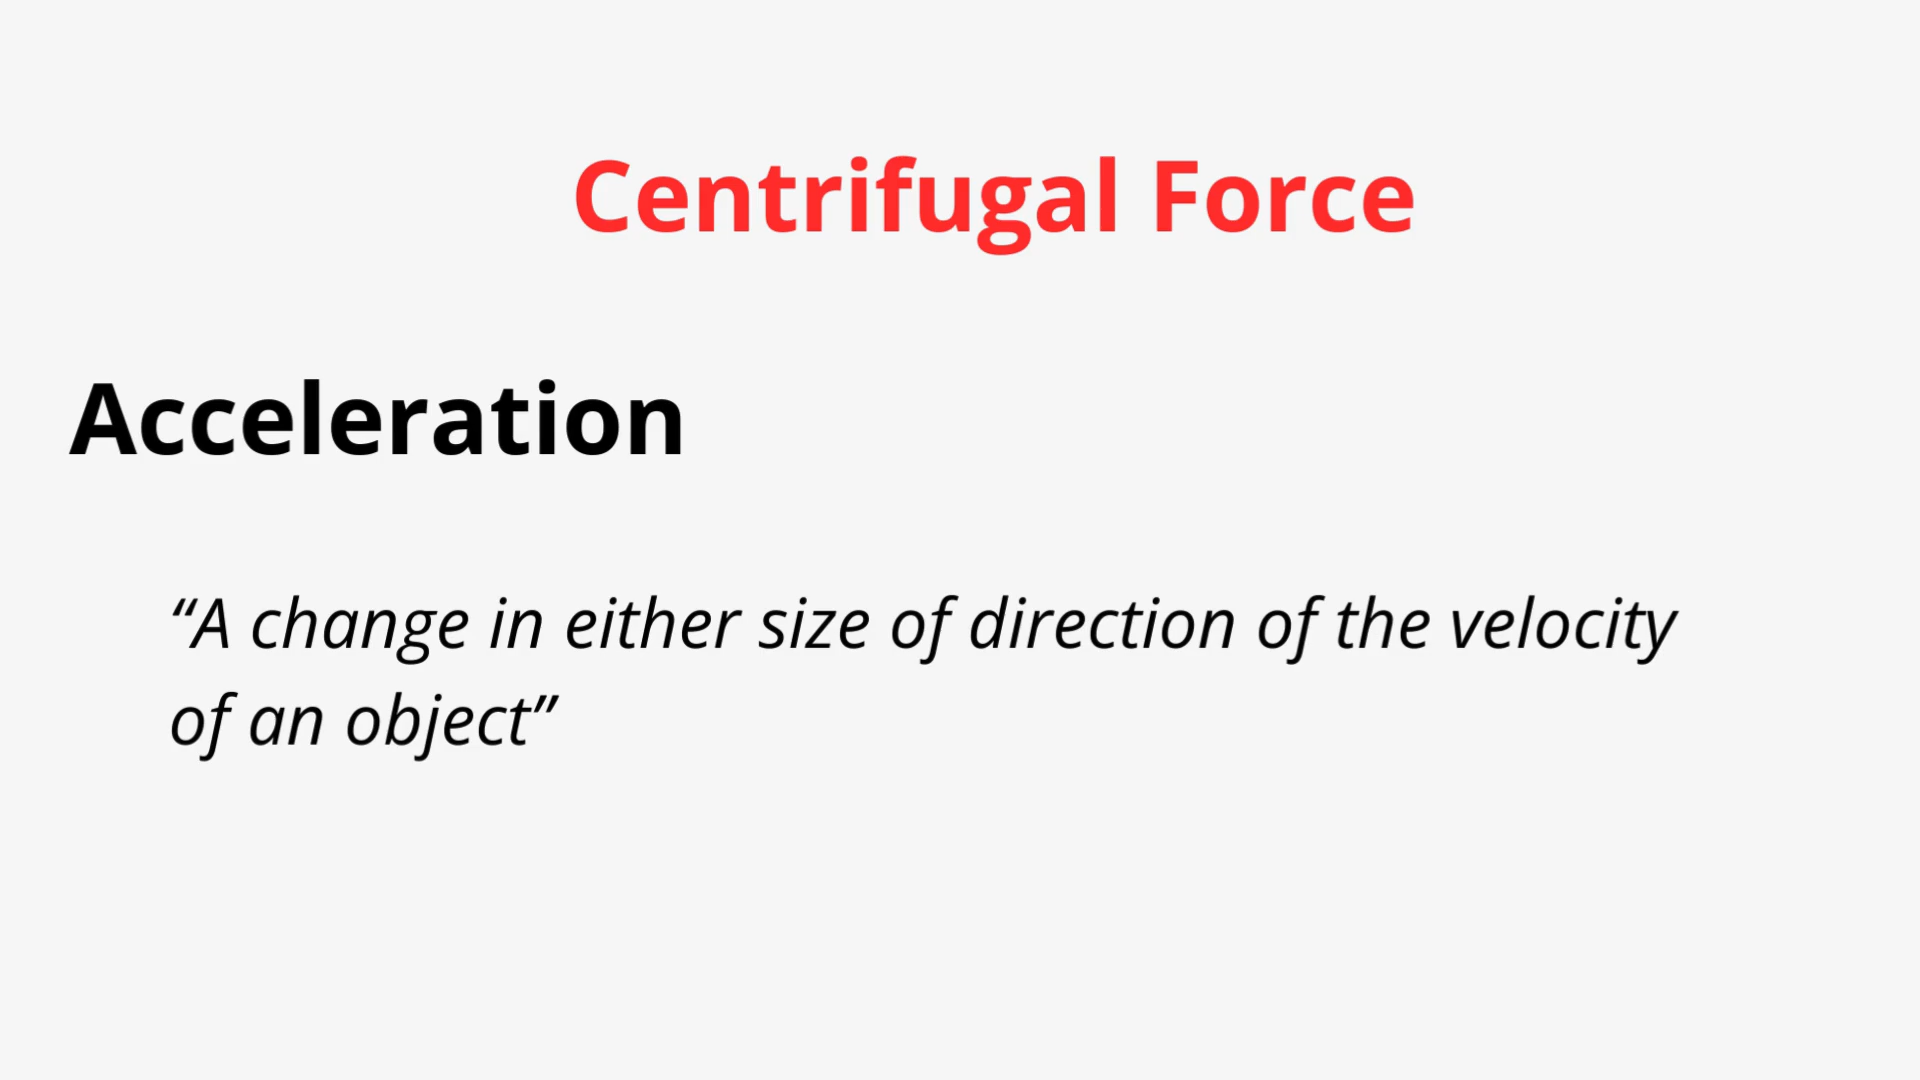 Centrifugal Force
Acceleration
“A change in either size of direction of the velocity
of an object”